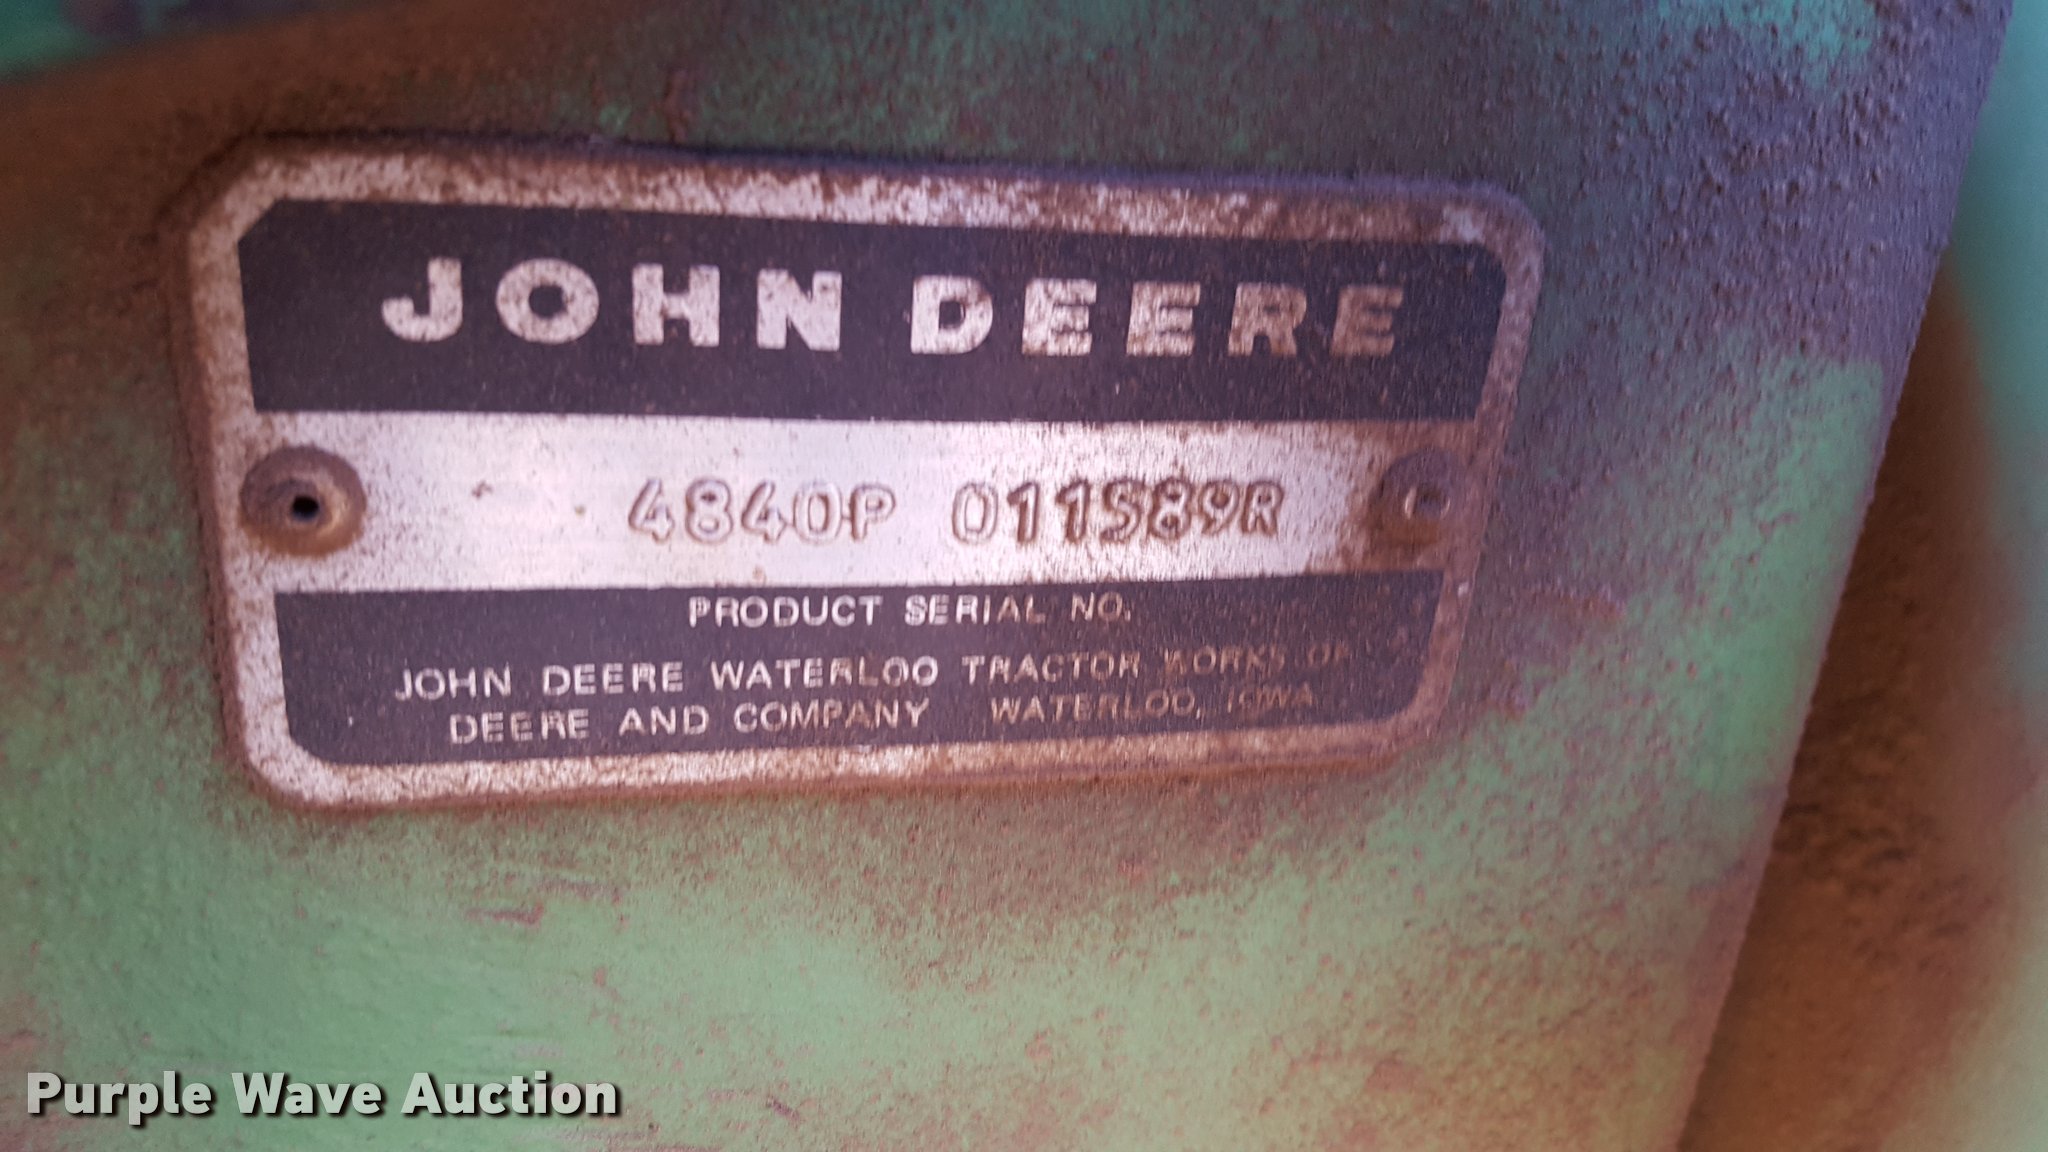 JOHN DEERE
4840P 011589R
PRODUCT SERIAL NO.
JOHN DEERE WATERLOO TRACTOR WORKS OF
DEERE AND COMPANY WATERLOO, IOWA
Purple Wave Auction